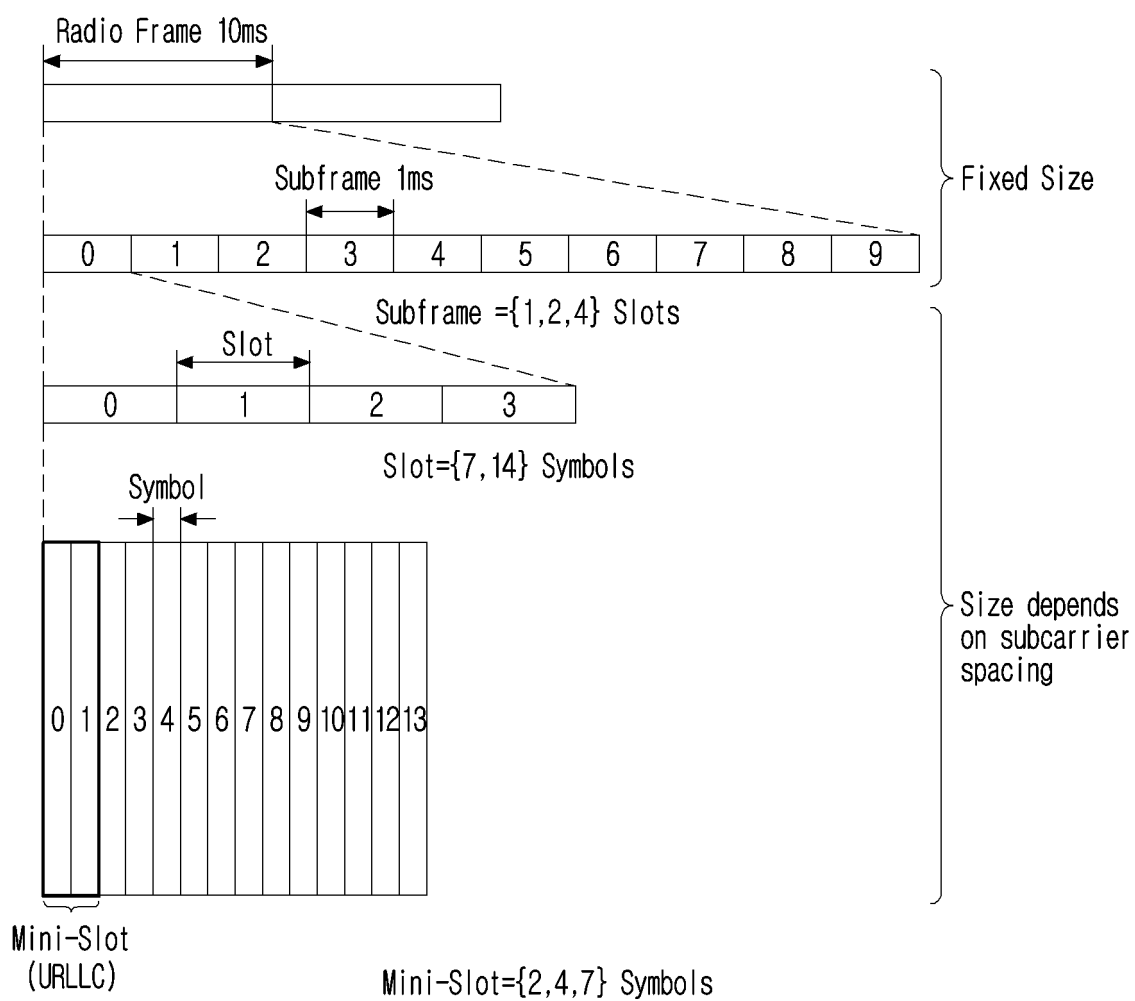 Radio Frame 10ms
Subframe 1ms
Fixed Size
0 1 2 3 4 5 6 7 8 9
Subframe ={1,2,4} Slots
Slot
0 1 2 3
Slot={7,14} Symbols
Symbol
Size depends
on subcarrier
spacing
0 1 2 3 4 5 6 7 8 9 10 11 12 13
Mini-Slot
(URLLC)
Mini-Slot={2,4,7} Symbols